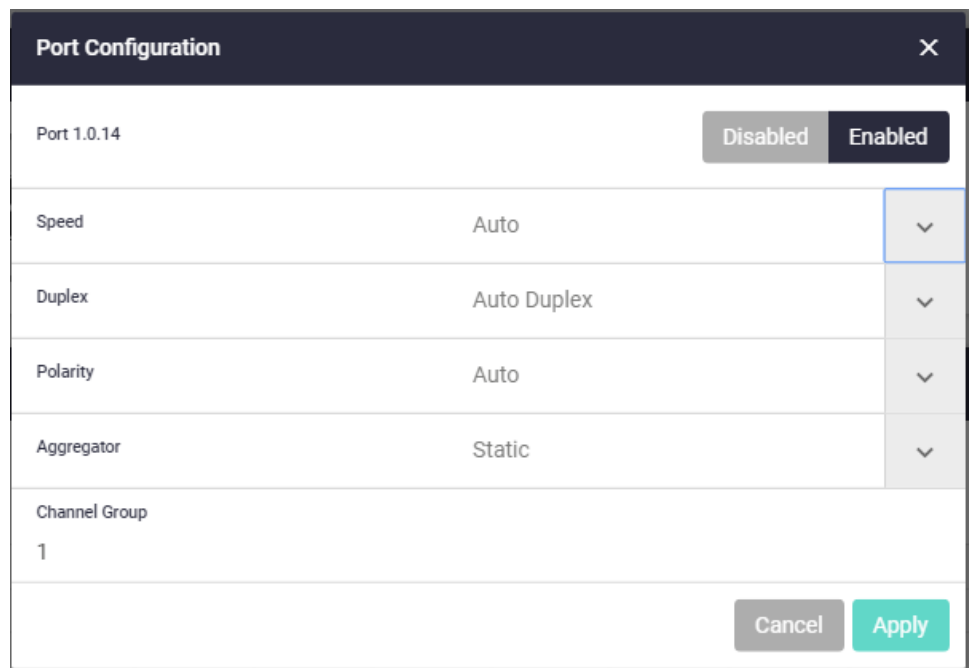 Port Configuration
Port 1.0.14 Disabled Enabled
Speed Auto
Duplex Auto Duplex
Polarity Auto
Aggregator Static
Channel Group
1
Cancel Apply